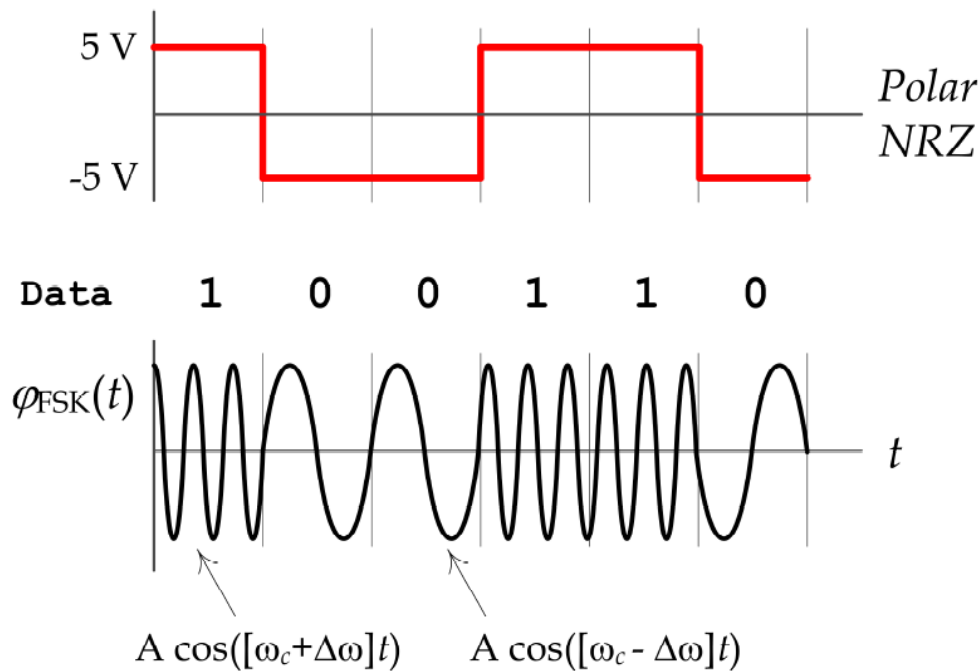 5 V
Polar
NRZ
-5 V
Data 1 0 0 1 1 0
φFSK(t)
t
A cos([ωc+Δω]t) A cos([ωc - Δω]t)